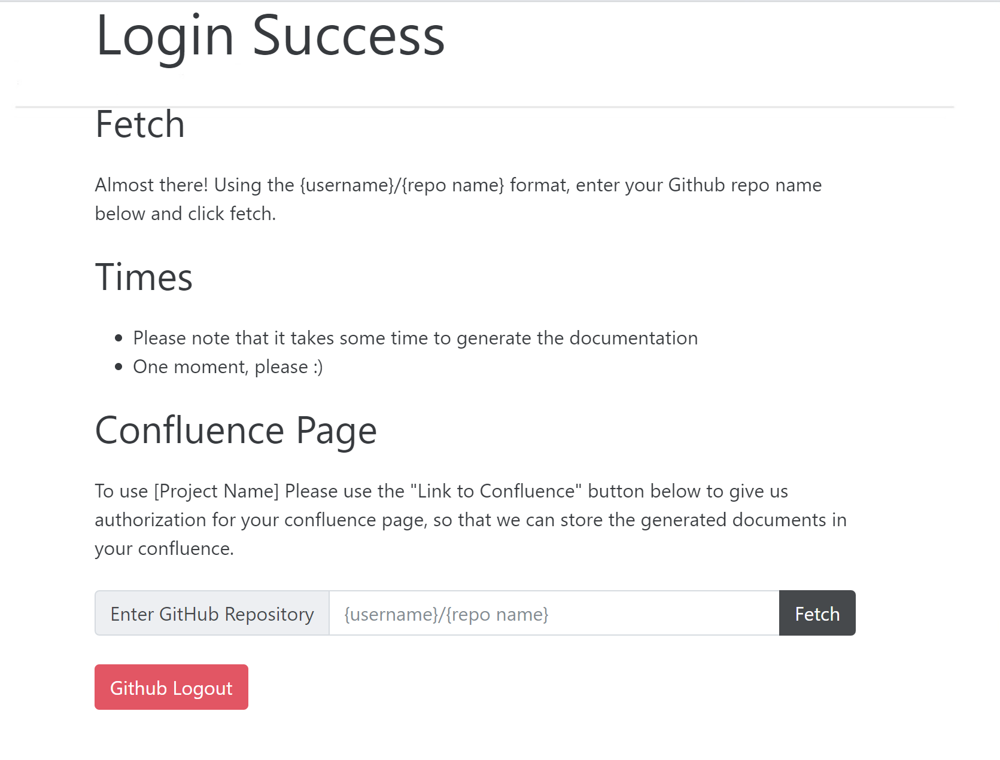 Login Success
Fetch
Almost there! Using the {username}/{repo name} format, enter your Github repo name
below and click fetch.
Times
• Please note that it takes some time to generate the documentation
• One moment, please :)
Confluence Page
To use [Project Name] Please use the "Link to Confluence" button below to give us
authorization for your confluence page, so that we can store the generated documents in
your confluence.
Enter GitHub Repository {username}/{repo name} Fetch
Github Logout